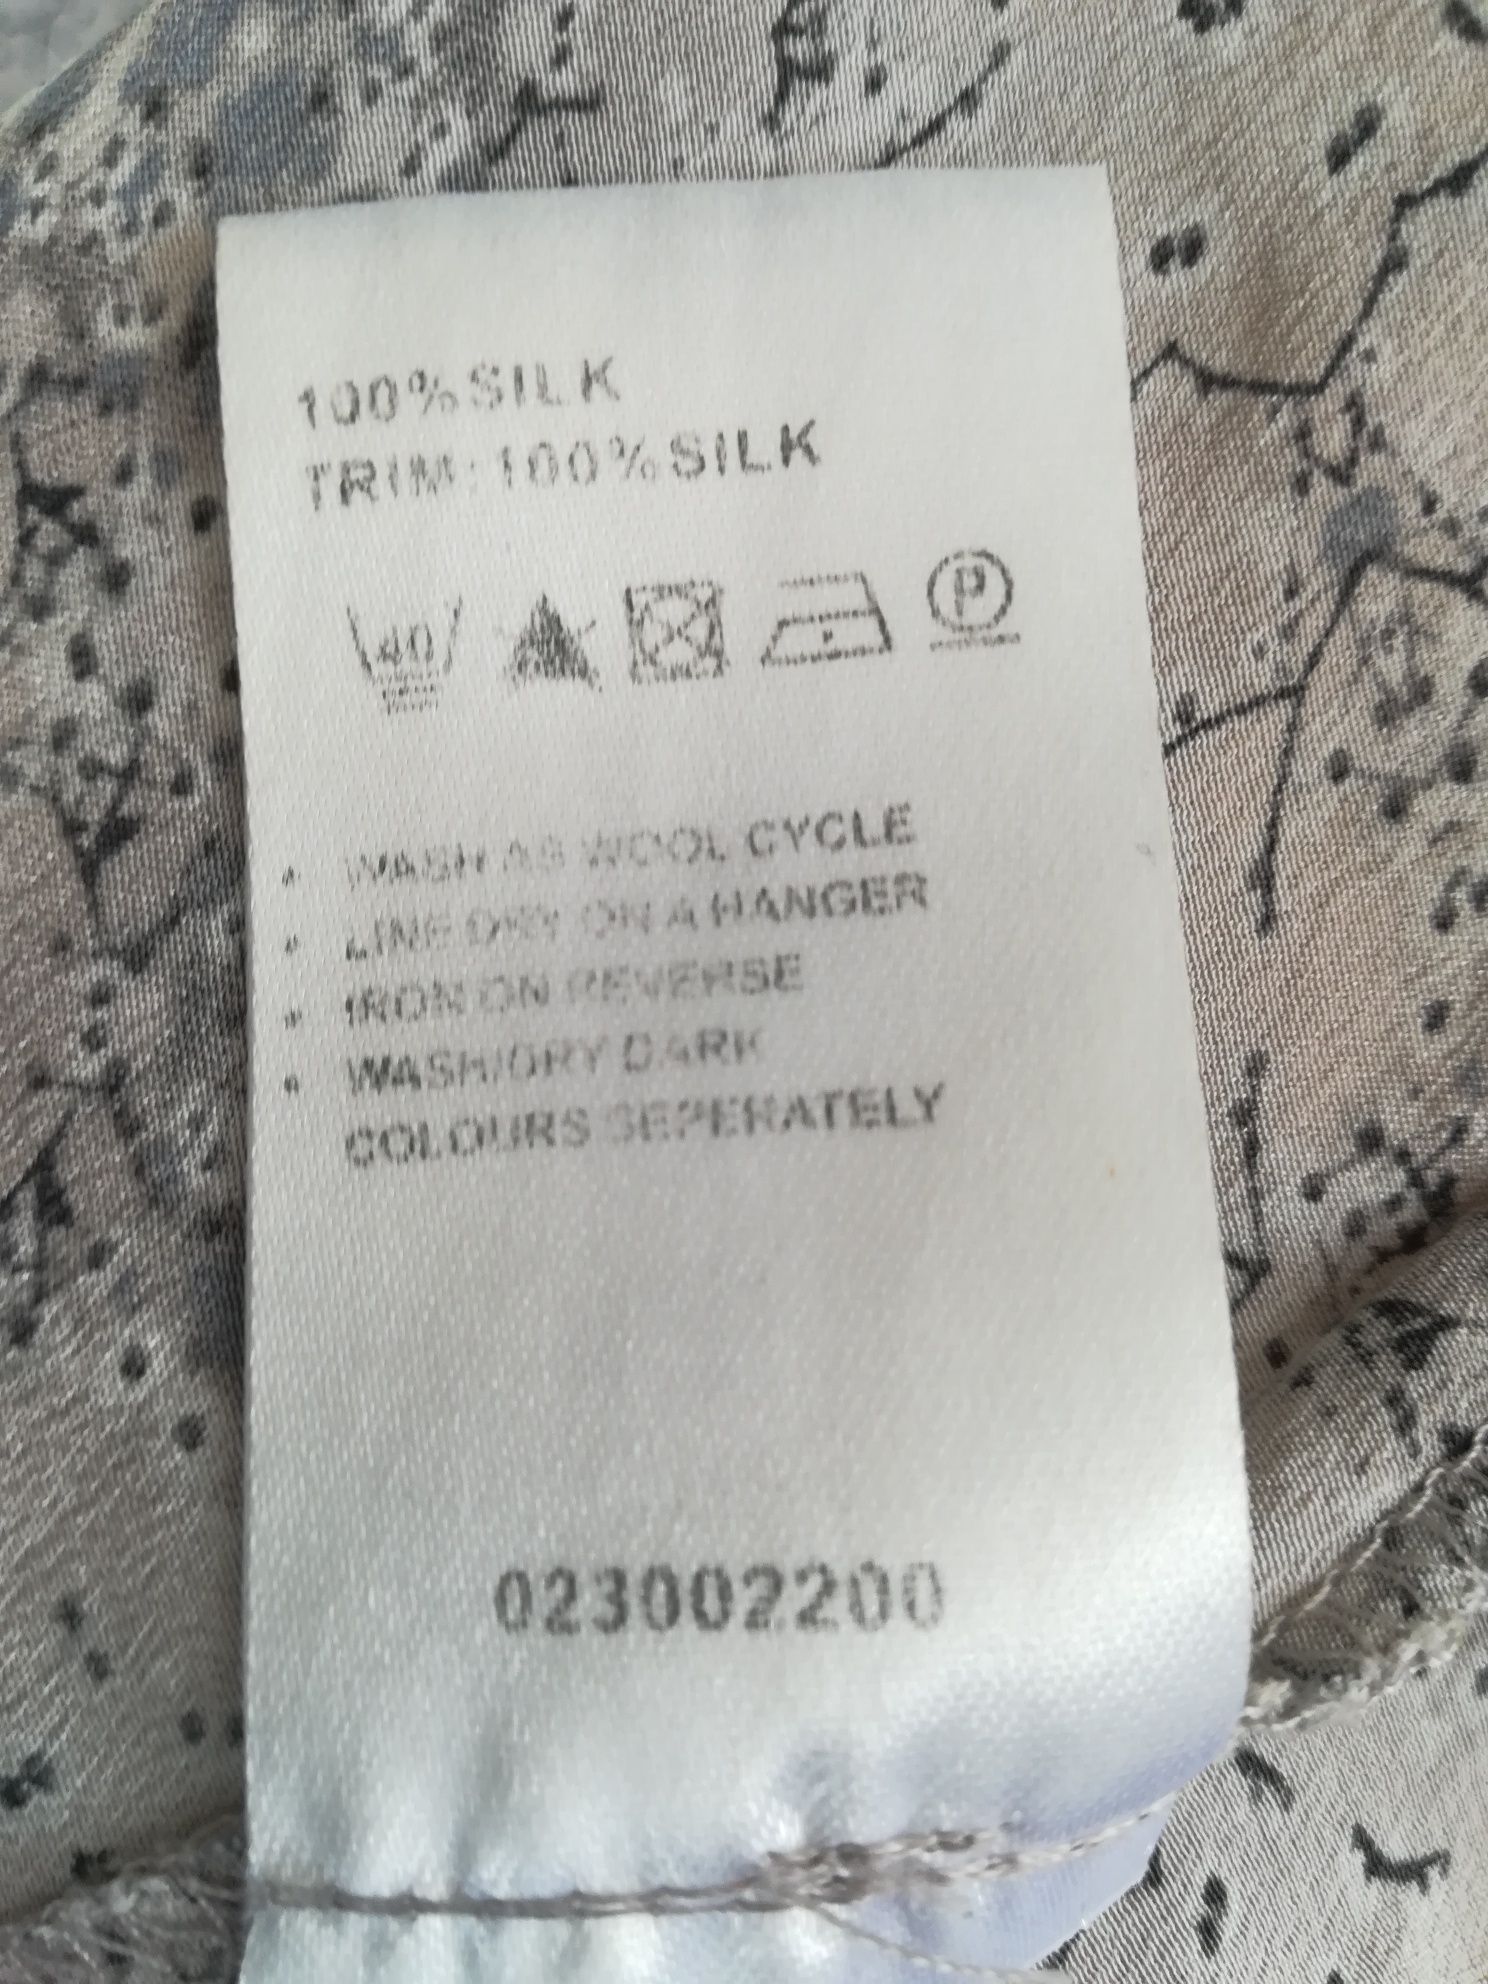 100%SILK
TRIM:100%SILK
40
P
• WASH AS WOOL CYCLE
• LINE DRY ON A HANGER
• IRON ON REVERSE
• WASH/DRY DARK
COLOURS SEPERATELY
023002200